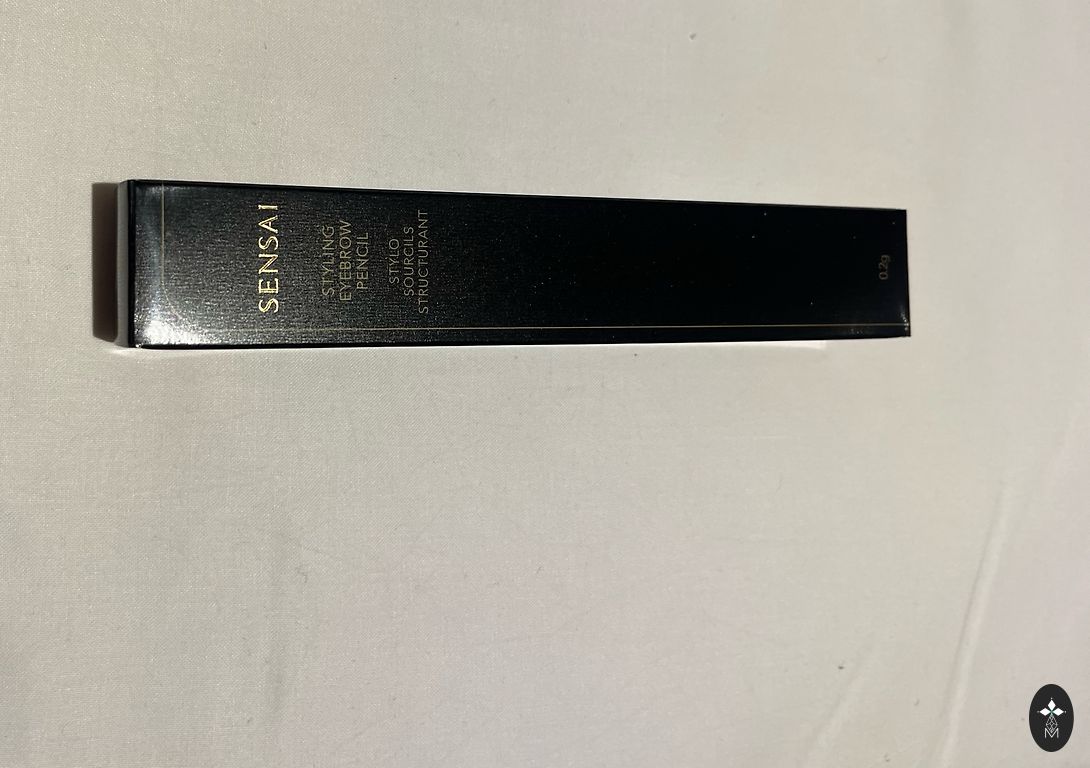 SENSAI
STYLING
EYEBROW
PENCIL
STYLO
SOURCILS
STRUCTURANT
0.2g
M